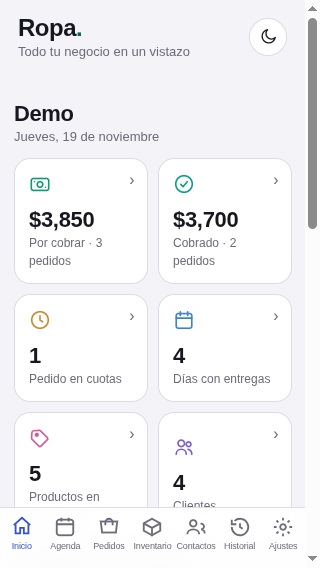 Ropa.
Todo tu negocio en un vistazo
Demo
Jueves, 19 de noviembre
$3,850
Por cobrar · 3
pedidos
$3,700
Cobrado · 2
pedidos
1
Pedido en cuotas
4
Días con entregas
5
Productos en
4
Clientes
Inicio
Agenda
Pedidos
Inventario
Contactos
Historial
Ajustes